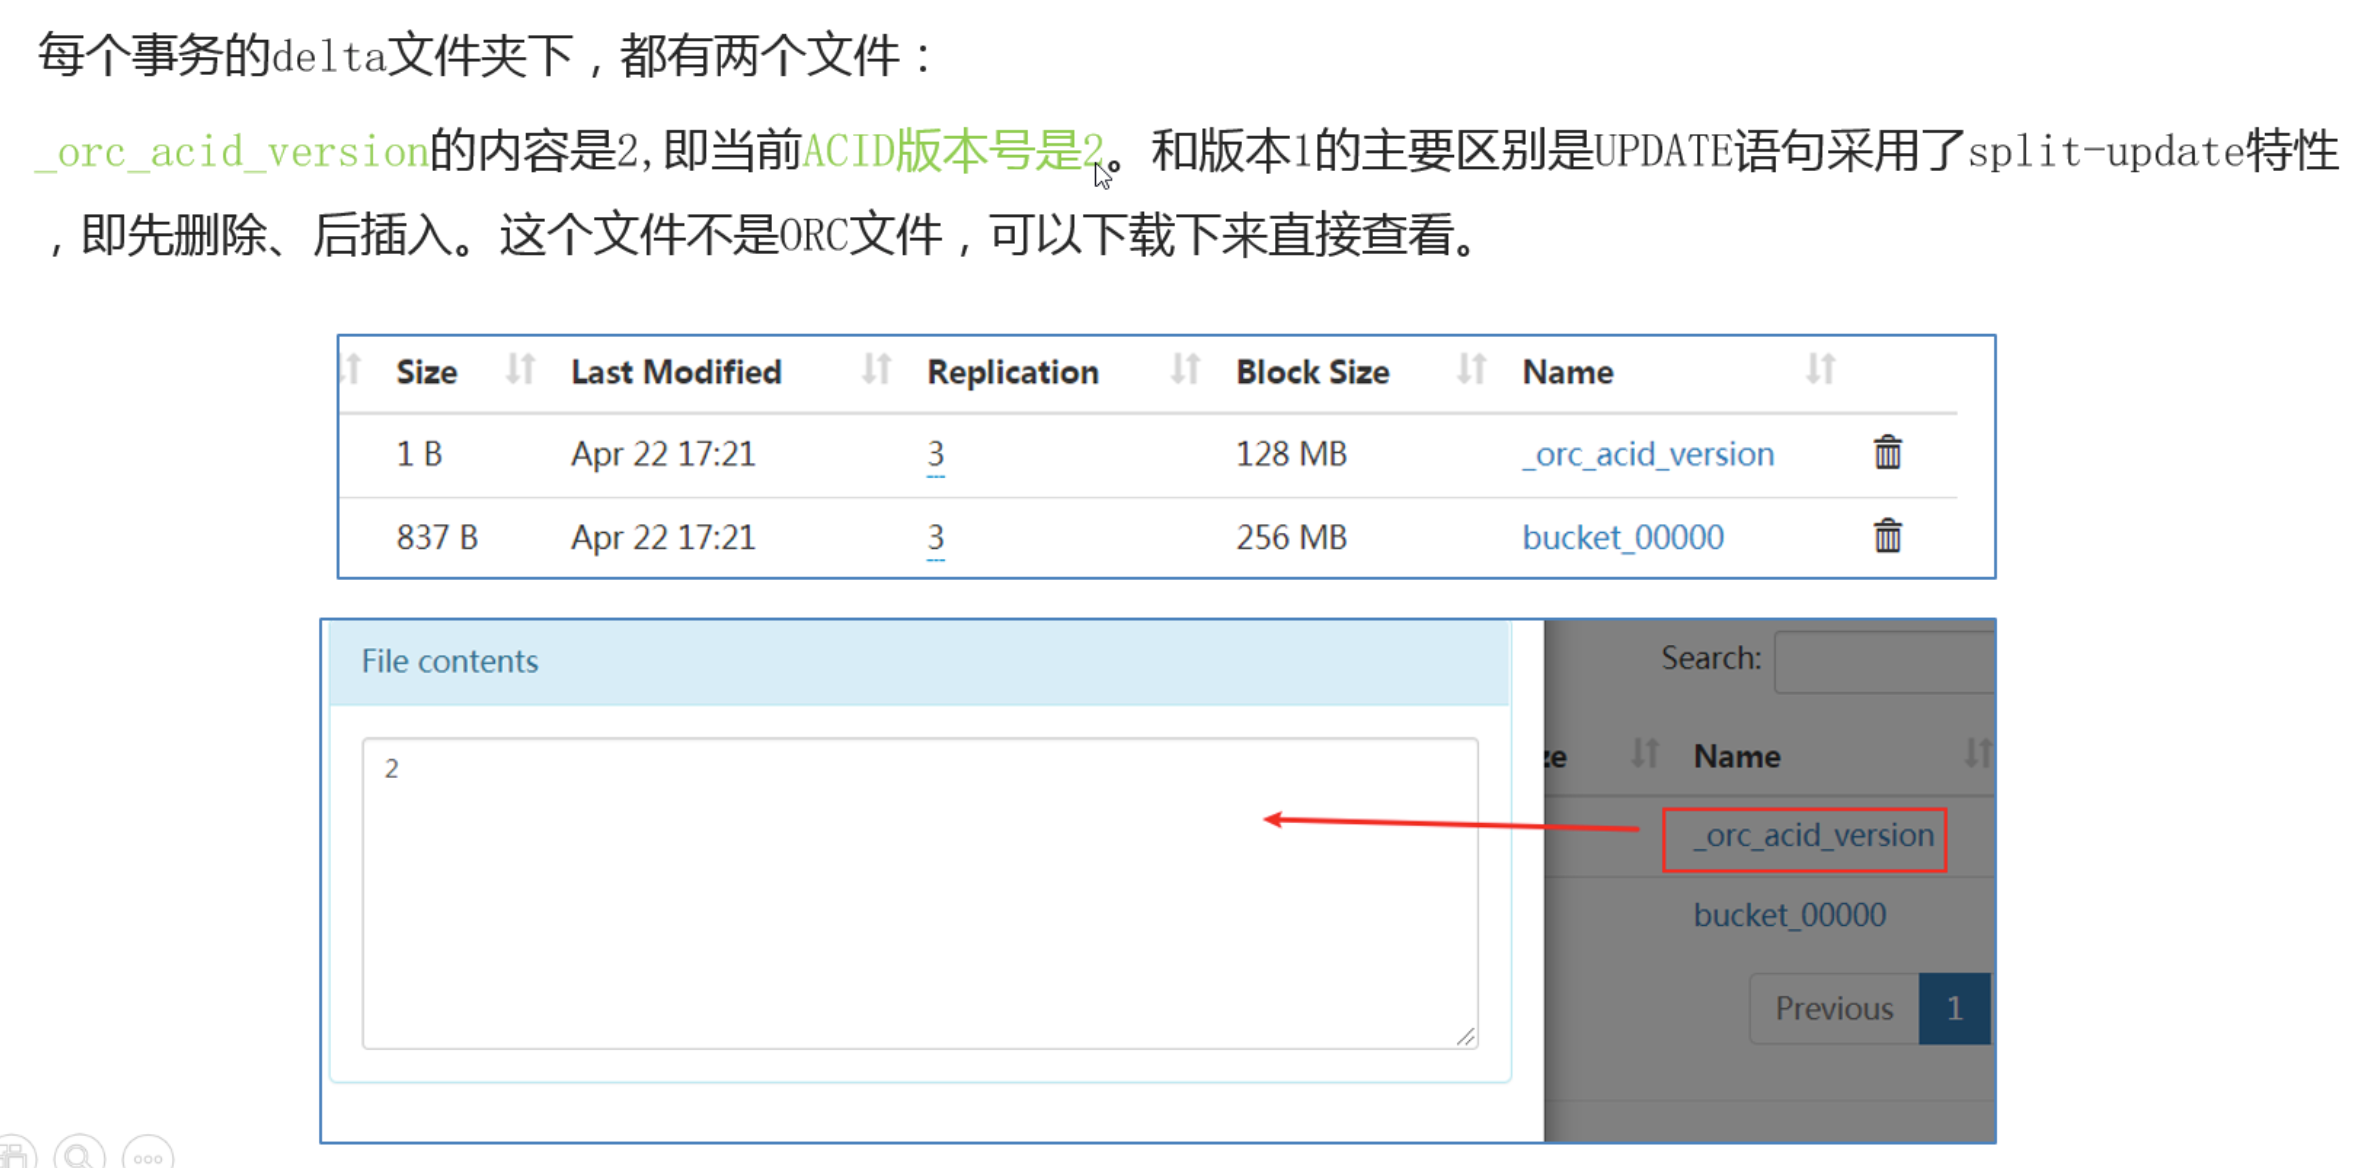 每个事务的delta文件夹下，都有两个文件：
_orc_acid_version的内容是2,即当前ACID版本号是2。和版本1的主要区别是UPDATE语句采用了split-update特性
，即先删除、后插入。这个文件不是ORC文件，可以下载下来直接查看。
Size Last Modified Replication Block Size Name
1 B Apr 22 17:21 3 128 MB _orc_acid_version
837 B Apr 22 17:21 3 256 MB bucket_00000
File contents
2
Search:
ze Name
_orc_acid_version
bucket_00000
Previous 1